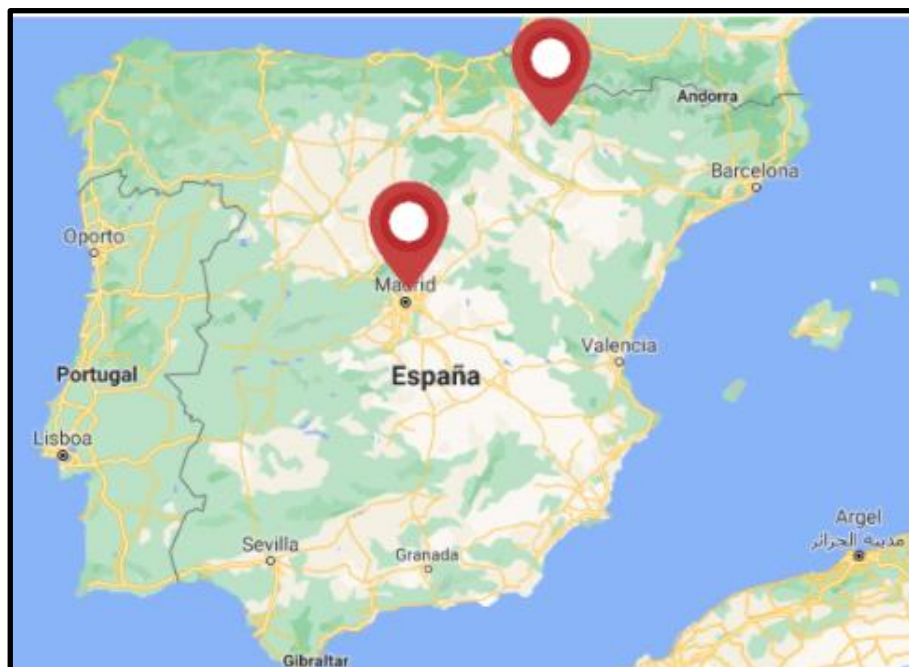 Andorra
Barcelona
Oporto
Madrid
Valencia
Portugal
España
Lisboa
Argel
مدينة الجزائر
Sevilla
Granada
Gibraltar